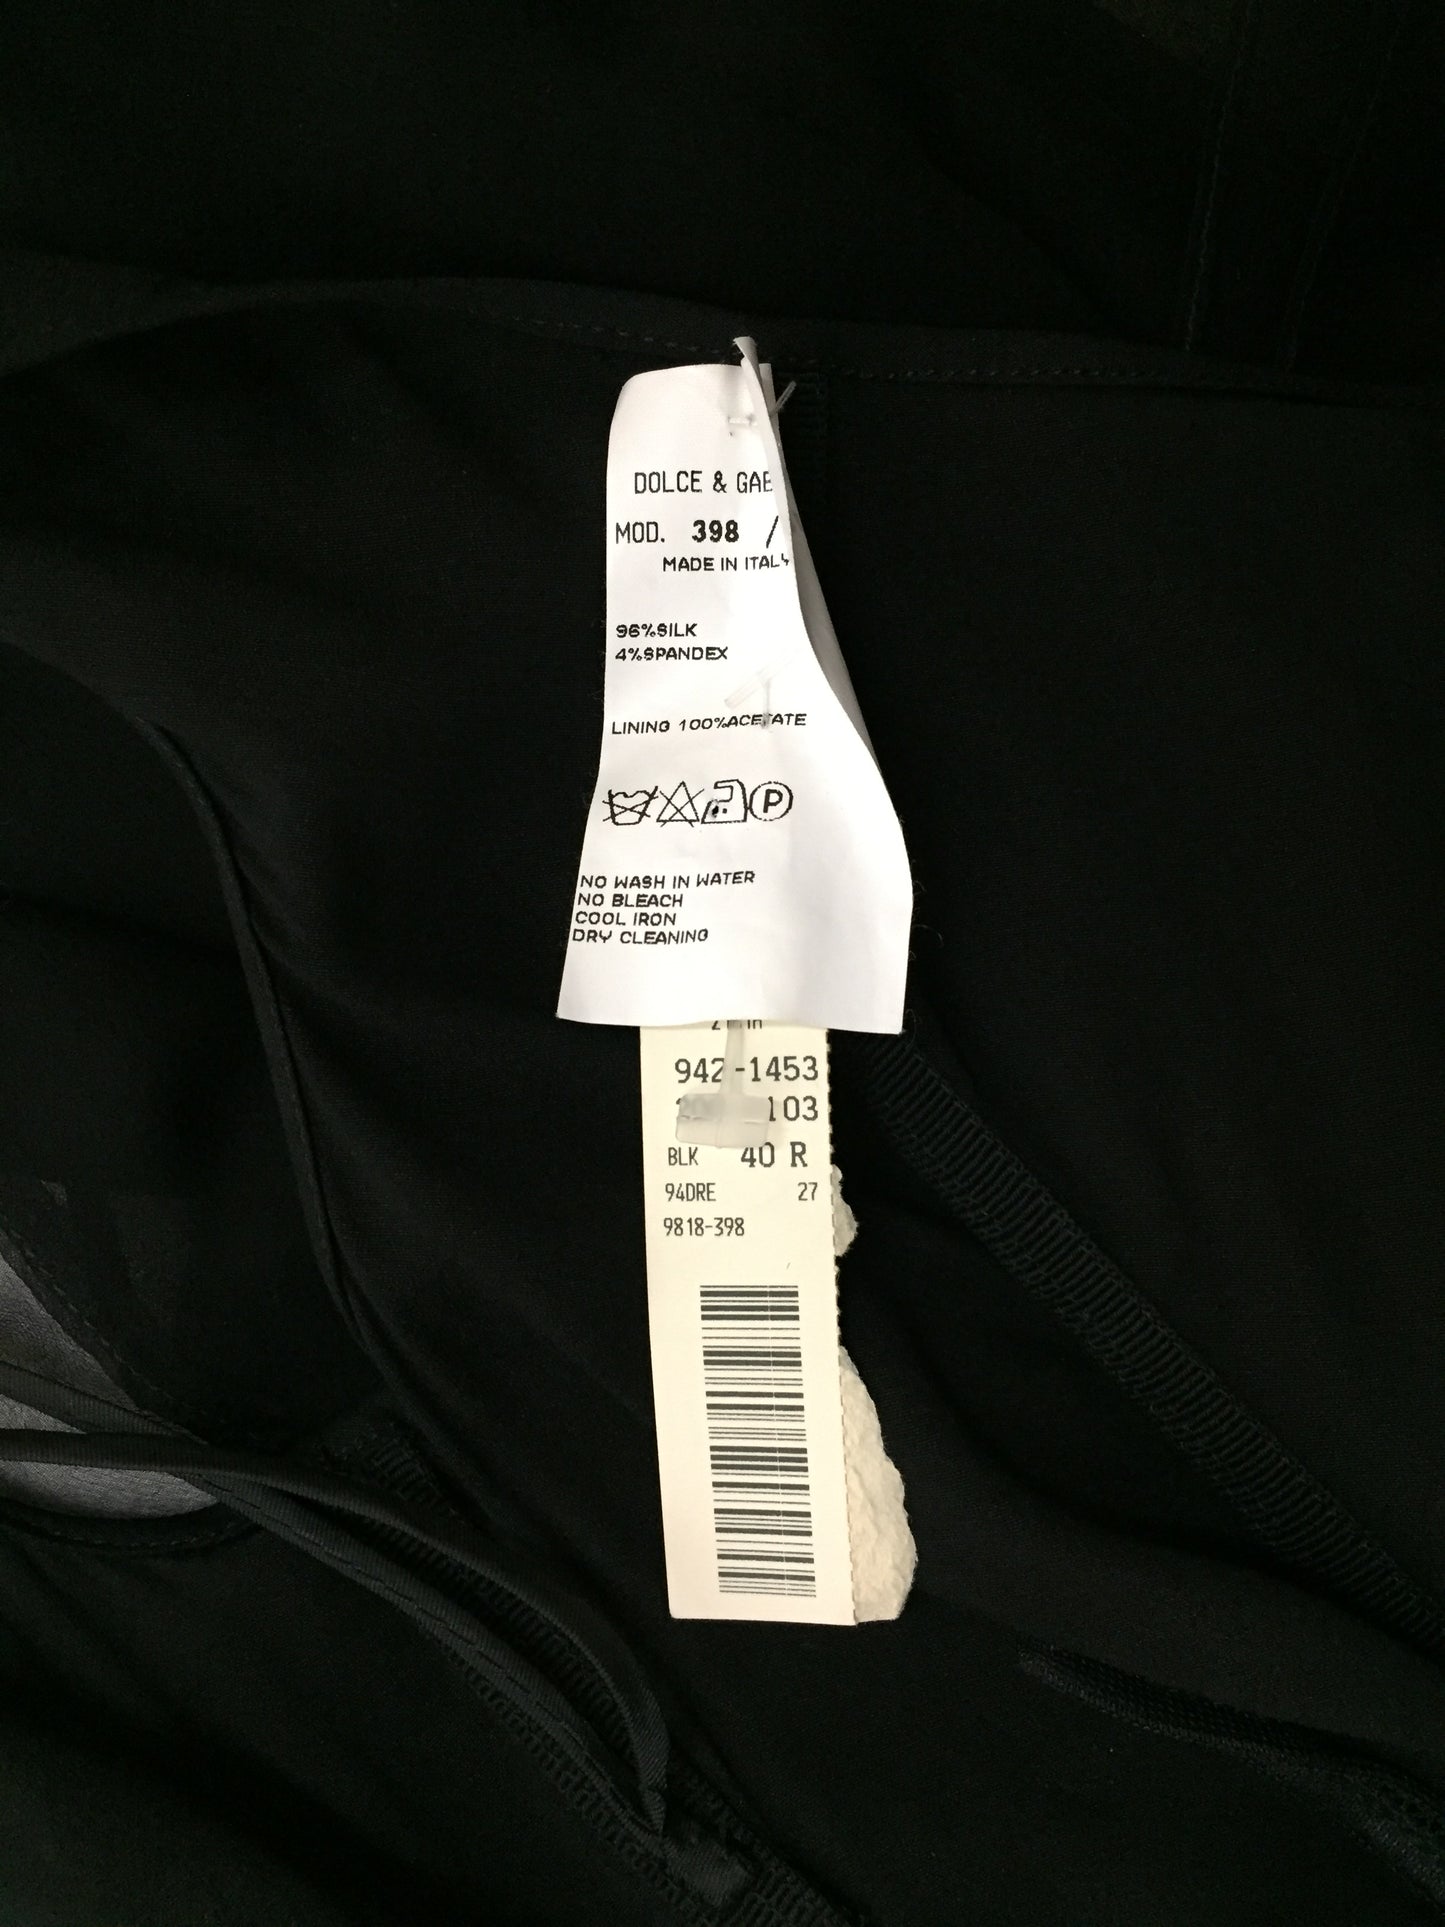 DOLCE & GAB
MOD. 398 /
MADE IN ITALY
96%SILK
4%SPANDEX
LINING 100%ACETATE
P
NO WASH IN WATER
NO BLEACH
COOL IRON
DRY CLEANING
942-1453
103
BLK 40 R
94DRE 27
9818-398